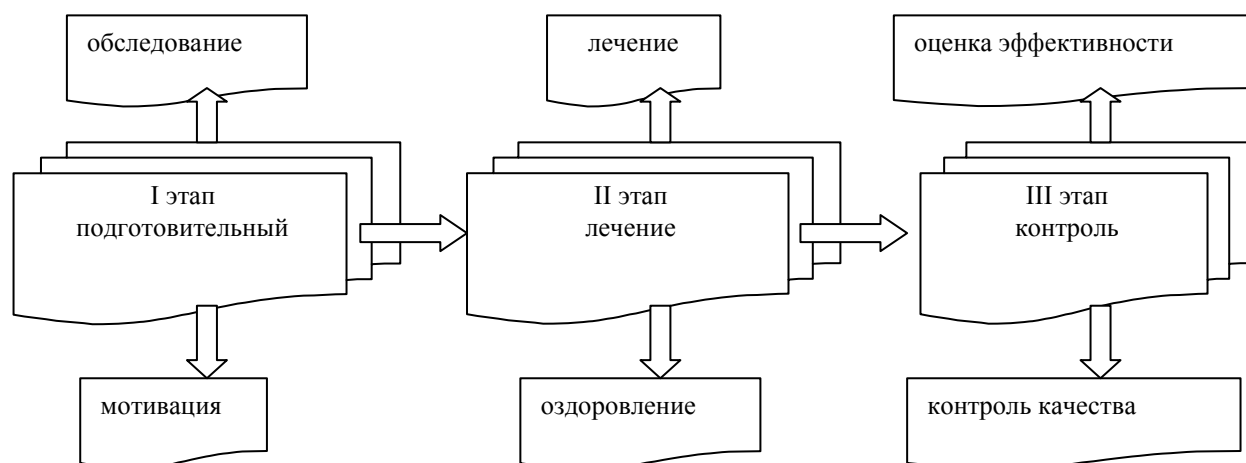 обследование
лечение
оценка эффективности
I этап
подготовительный
II этап
лечение
III этап
контроль
мотивация
оздоровление
контроль качества